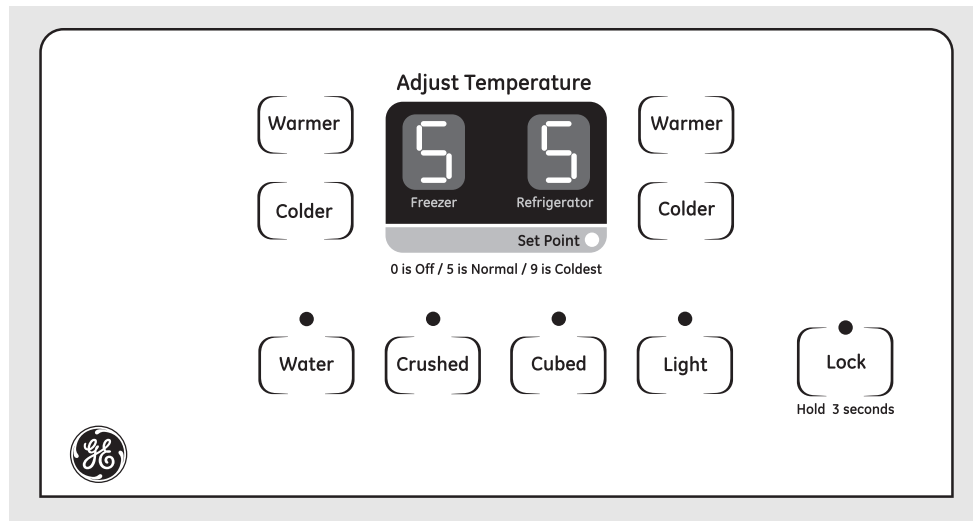 Adjust Temperature
Warmer
5 5
Warmer
Freezer Refrigerator
Colder
Colder
Set Point
0 is Off / 5 is Normal / 9 is Coldest
Water
Crushed
Cubed
Light
Lock
Hold 3 seconds
GE